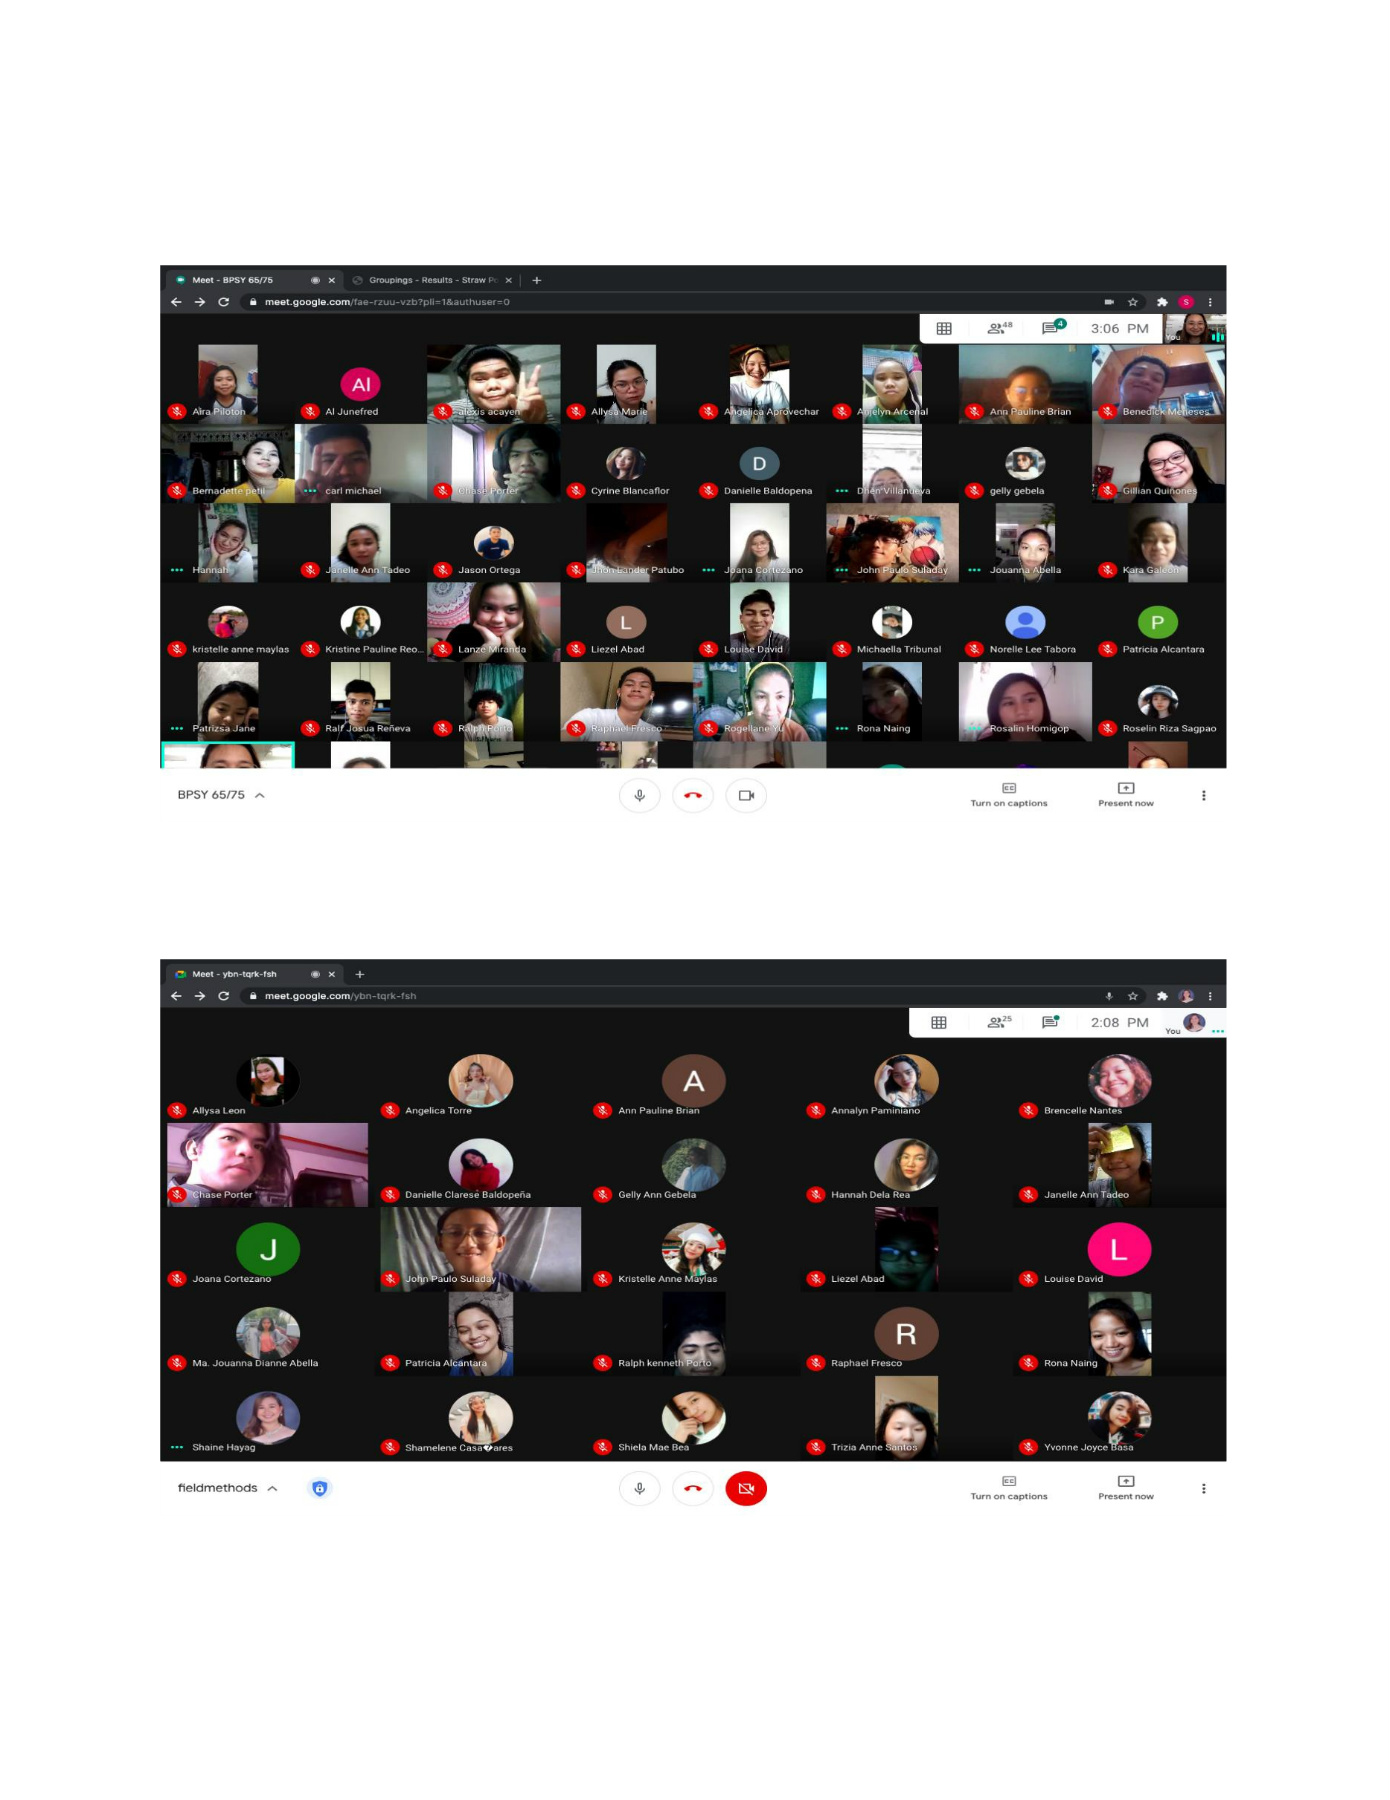 Meet - BPSY 65/75
Groupings - Results - Straw Po
meet.google.com/fae-rzuu-vzb?pli=1&authuser=0
S
48 4 3:06 PM You
Al
Aira Piloton Al Junefred alexis acayen Allysa Marie Angelica Aprovechar Arcenal Ann Pauline Brian Benedick Meneses
D
Bernadette petil carl michael Chase Porter Cyrine Blancaflor Danielle Baldopena Villanueva gelly gebela Gillian Quiñones
Hannah Janelle Ann Tadeo Jason Ortega Jhon Lander Patubo Joana Cortezano John Paulo Suladay Jouanna Abella Kara Galeon
L P
kristelle anne maylas Kristine Pauline Reo... Lanze Miranda Liezel Abad Louise David Michaella Tribunal Norelle Lee Tabora Patricia Alcantara
Patrizsa Jane Ralf Josua Reñeva Ralph Porto Raphael Fresco Rogellane Yu Rona Naing Rosalin Homigop Roselin Riza Sagpao
BPSY 65/75
Turn on captions Present now
Meet - ybn-tqrk-fsh
meet.google.com/ybn-tqrk-fsh
25 2:08 PM You
A
Allysa Leon Angelica Torre Ann Pauline Brian Annalyn Paminiano Brencelle Nantes
Chase Porter Danielle Clarese Baldopeña Gelly Ann Gebela Hannah Dela Rea Janelle Ann Tadeo
J L
Joana Cortezano John Paulo Suladay Kristelle Anne Maylas Liezel Abad Louise David
R
Ma. Jouanna Dianne Abella Patricia Alcantara Ralph kenneth Porto Raphael Fresco Rona Naing
Shaine Hayag Shamelene Casa�ares Shiela Mae Bea Trizia Anne Santos Yvonne Joyce Basa
fieldmethods
Turn on captions Present now